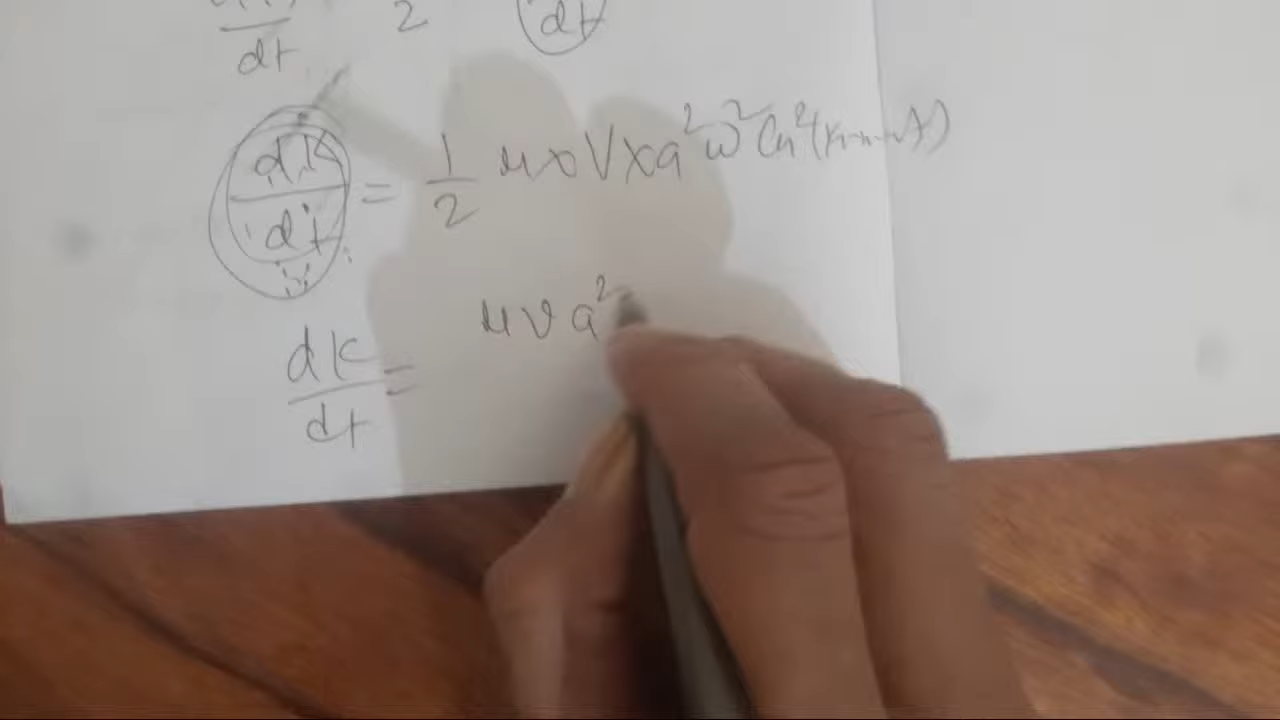 dt 2 dt
dK/dt = 1/2 μ × V × a² ω² Cos² (kx-ωt)
dK/dt = μ v a²